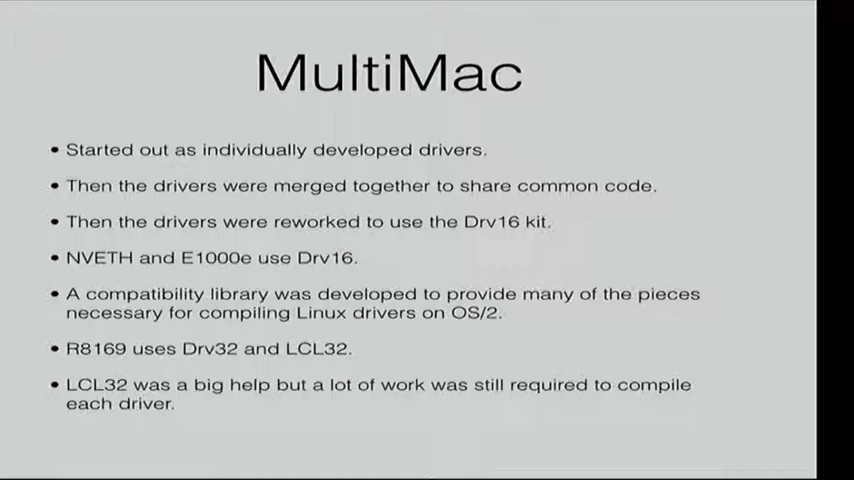 MultiMac
• Started out as individually developed drivers.
• Then the drivers were merged together to share common code.
• Then the drivers were reworked to use the Drv16 kit.
• NVETH and E1000e use Drv16.
• A compatibility library was developed to provide many of the pieces
necessary for compiling Linux drivers on OS/2.
• R8169 uses Drv32 and LCL32.
• LCL32 was a big help but a lot of work was still required to compile
each driver.